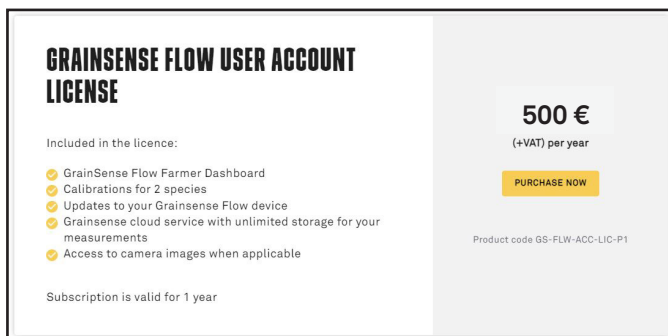 GRAINSENSE FLOW USER ACCOUNT
LICENSE
Included in the licence:
GrainSense Flow Farmer Dashboard
Calibrations for 2 species
Updates to your Grainsense Flow device
Grainsense cloud service with unlimited storage for your
measurements
Access to camera images when applicable
Subscription is valid for 1 year
500 €
(+VAT) per year
PURCHASE NOW
Product code GS-FLW-ACC-LIC-P1